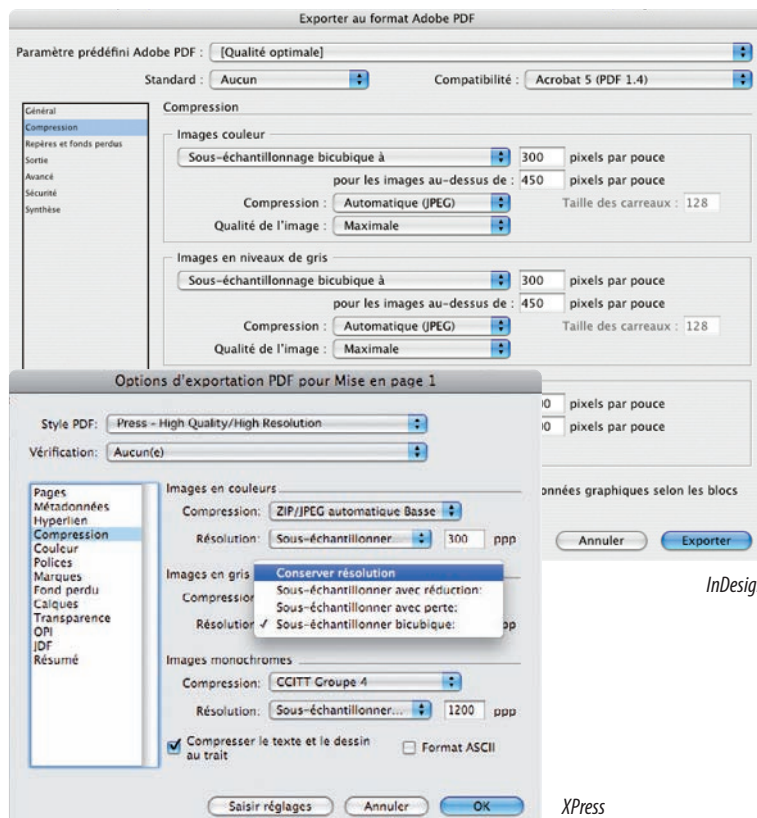 Exporter au format Adobe PDF
Paramètre prédéfini Adobe PDF : [Qualité optimale]
Standard : Aucun Compatibilité : Acrobat 5 (PDF 1.4)
Général
Compression
Repères et fonds perdus
Sortie
Avancé
Sécurité
Synthèse
Compression
Images couleur
Sous-échantillonnage bicubique à 300 pixels par pouce
pour les images au-dessus de : 450 pixels par pouce
Compression : Automatique (JPEG) Taille des carreaux : 128
Qualité de l'image : Maximale
Images en niveaux de gris
Sous-échantillonnage bicubique à 300 pixels par pouce
pour les images au-dessus de : 450 pixels par pouce
Compression : Automatique (JPEG) Taille des carreaux : 128
Qualité de l'image : Maximale
pixels par pouce
pixels par pouce
graphiques selon les blocs
Annuler Exporter
Options d'exportation PDF pour Mise en page 1
Style PDF: Press - High Quality/High Resolution
Vérification: Aucun(e)
Pages
Métadonnées
Hyperlien
Compression
Couleur
Polices
Marques
Fond perdu
Calques
Transparence
OPI
JDF
Résumé
Images en couleurs
Compression: ZIP/JPEG automatique Basse
Résolution: Sous-échantillonner 300 ppp
Images en gris
Conserver résolution
Sous-échantillonner avec réduction:
Sous-échantillonner avec perte:
✓ Sous-échantillonner bicubique:
Images monochromes
Compression: CCITT Groupe 4
Résolution: Sous-échantillonner... 1200 ppp
Compresser le texte et le dessin
au trait
Format ASCII
Saisir réglages Annuler OK
InDesig
XPress